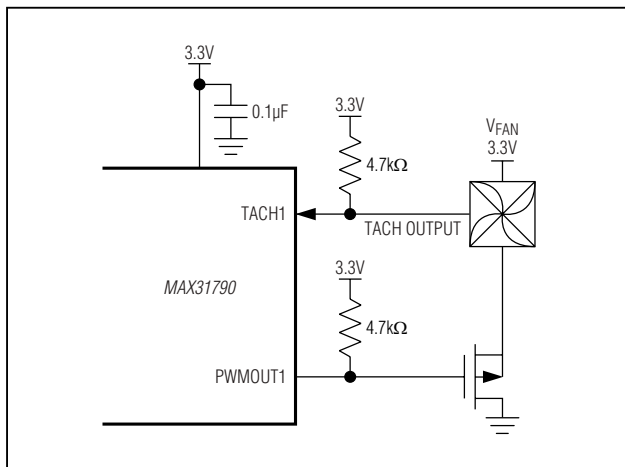 3.3V
0.1µF
3.3V
4.7kΩ
VFAN
3.3V
TACH1
TACH OUTPUT
MAX31790
3.3V
4.7kΩ
PWMOUT1